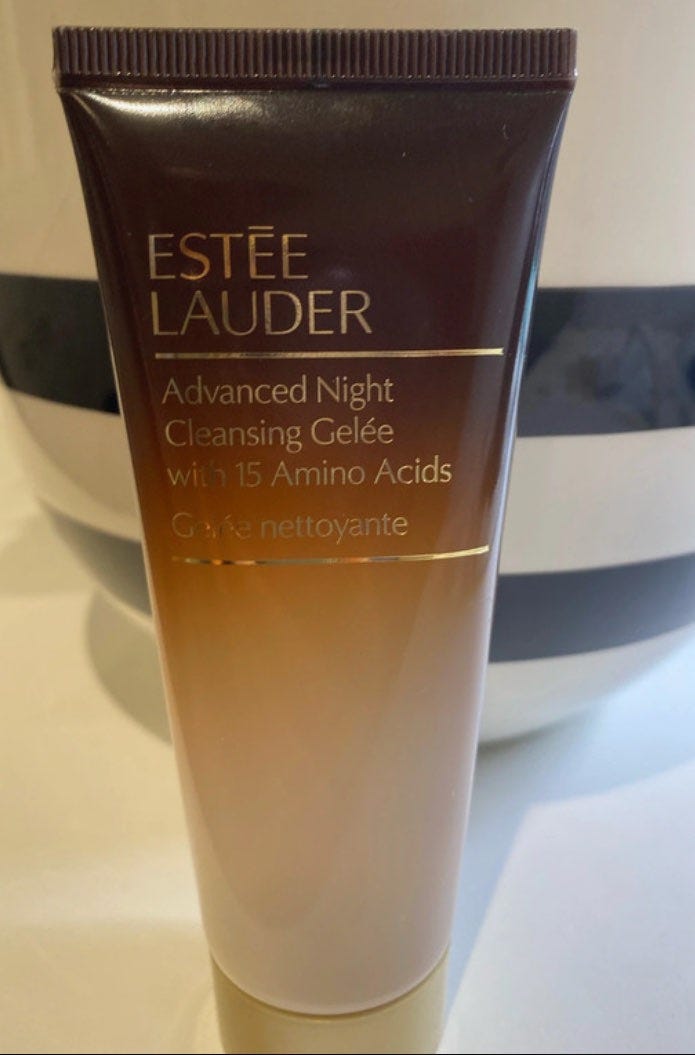 ESTĒE
LAUDER
Advanced Night
Cleansing Gelée
with 15 Amino Acids
Gelée nettoyante